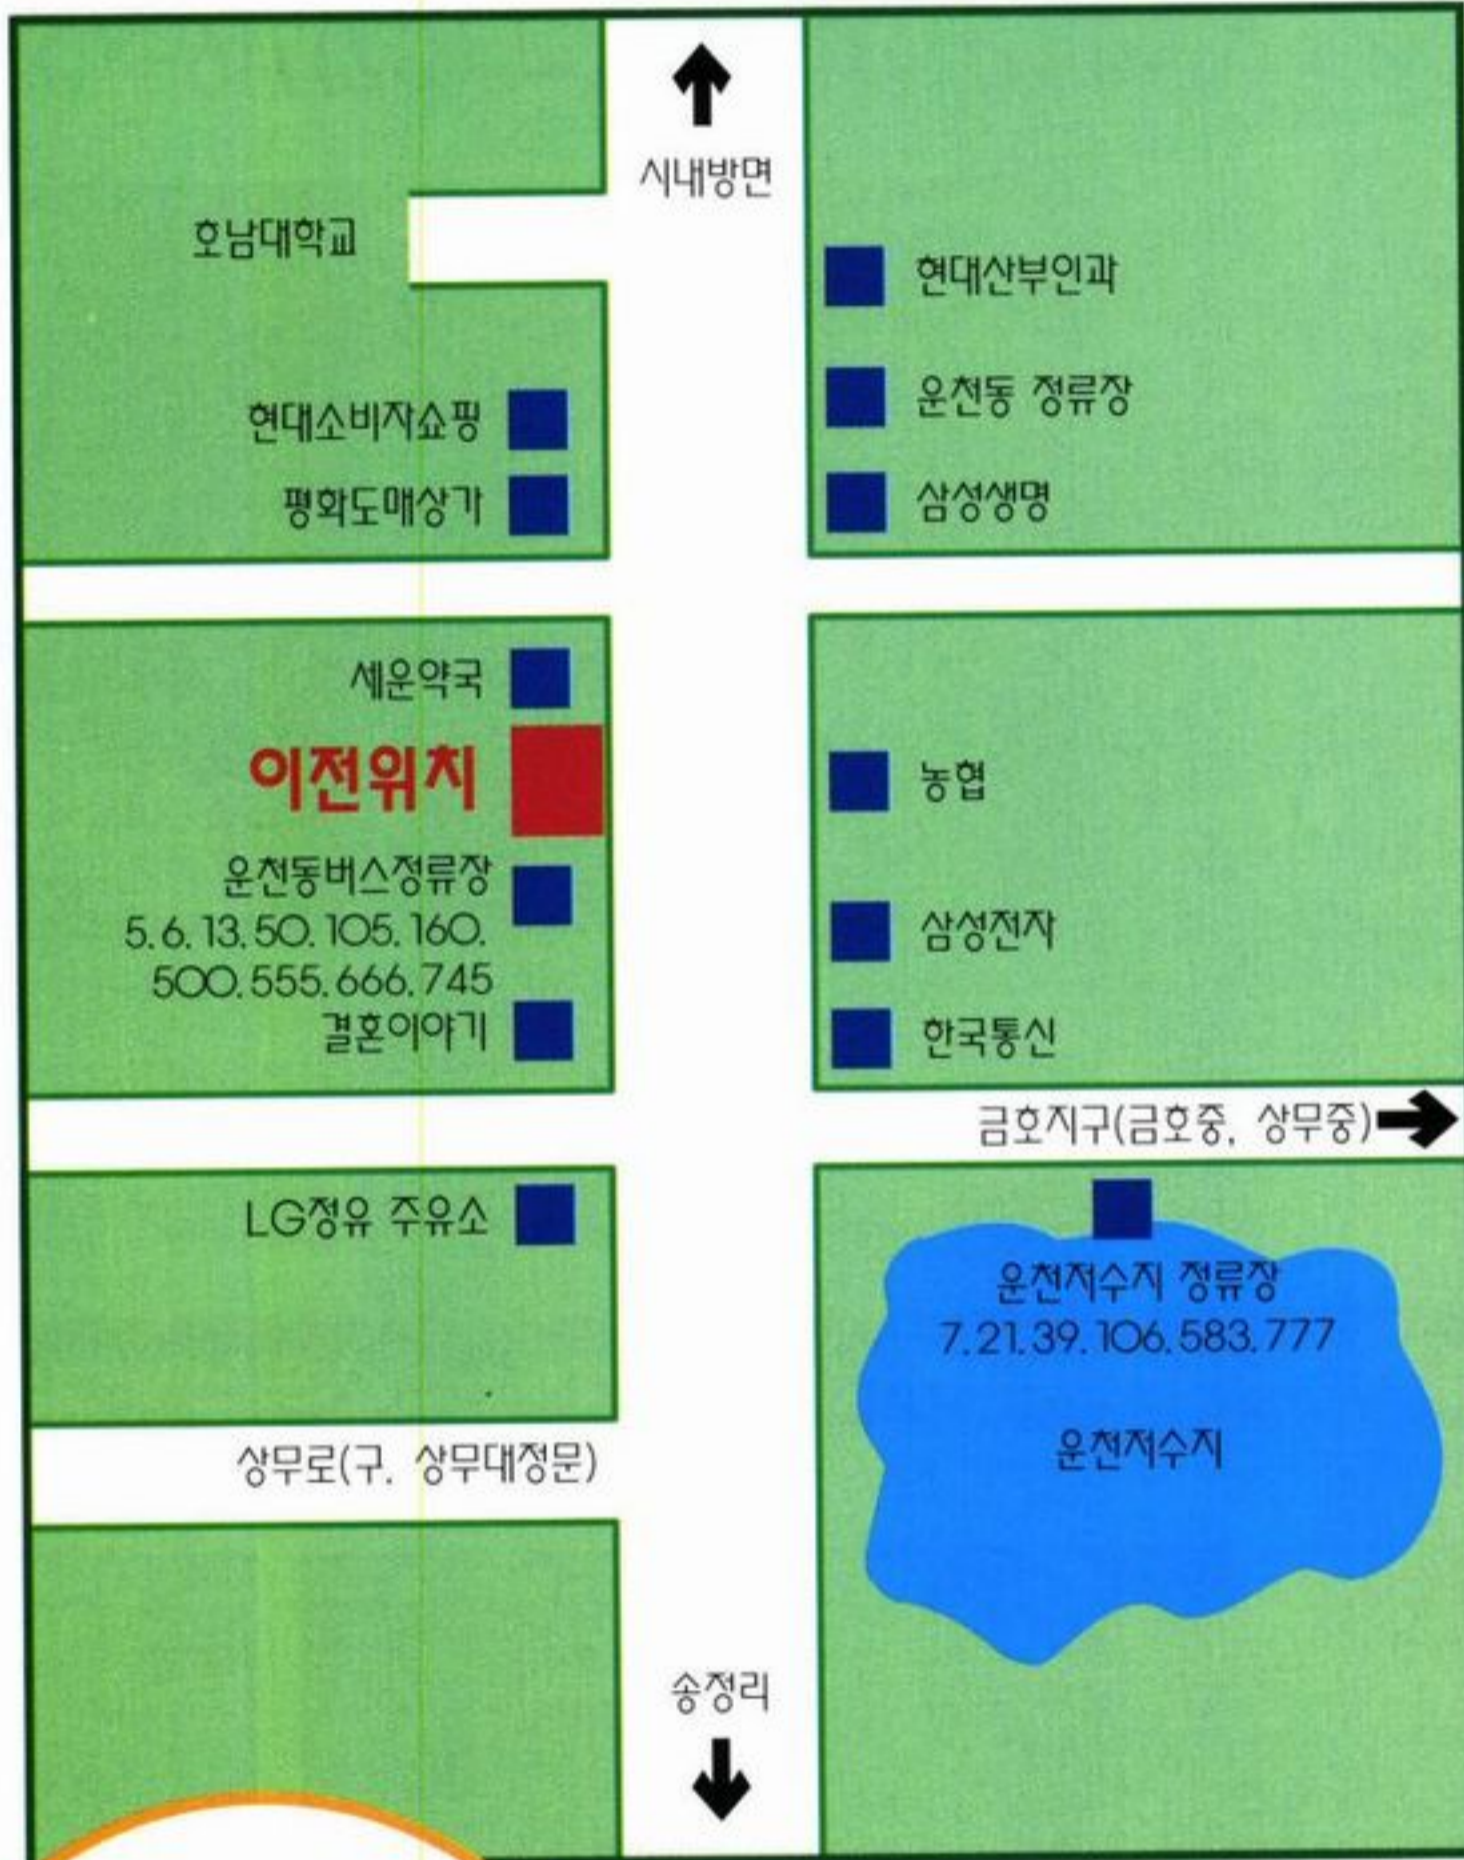 시내방면
호남대학교
현대산부인과
운천동 정류장
현대소비자쇼핑
평화도매상가
삼성생명
세운약국
이전위치
농협
운천동버스정류장
5.6.13.50.105.160.
500.555.666.745
삼성전자
결혼이야기
한국통신
금호지구(금호중, 상무중)
LG정유 주유소
운천저수지 정류장
7.21.39.106.583.777
상무로(구, 상무대정문)
운천저수지
송정리